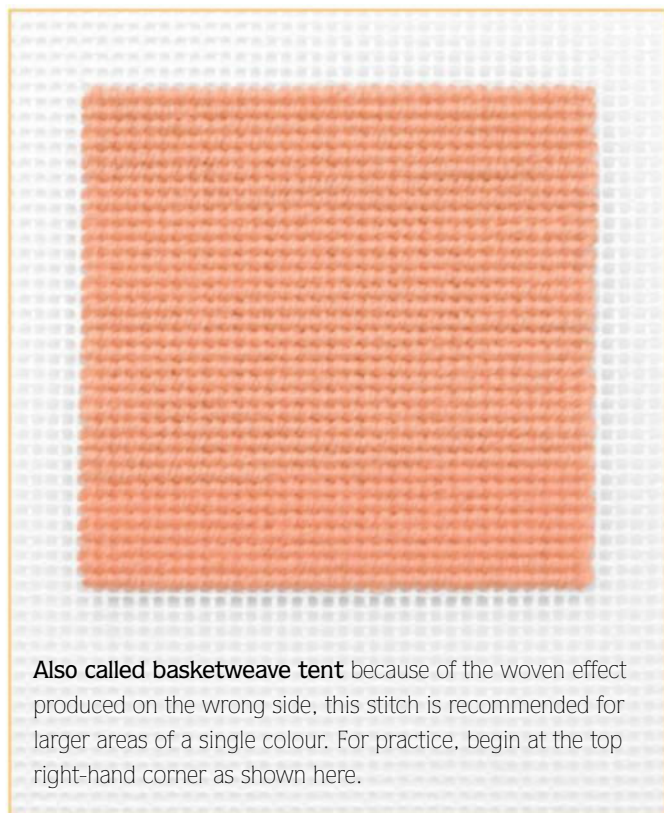 Also called basketweave tent because of the woven effect
produced on the wrong side, this stitch is recommended for
larger areas of a single colour. For practice, begin at the top
right-hand corner as shown here.